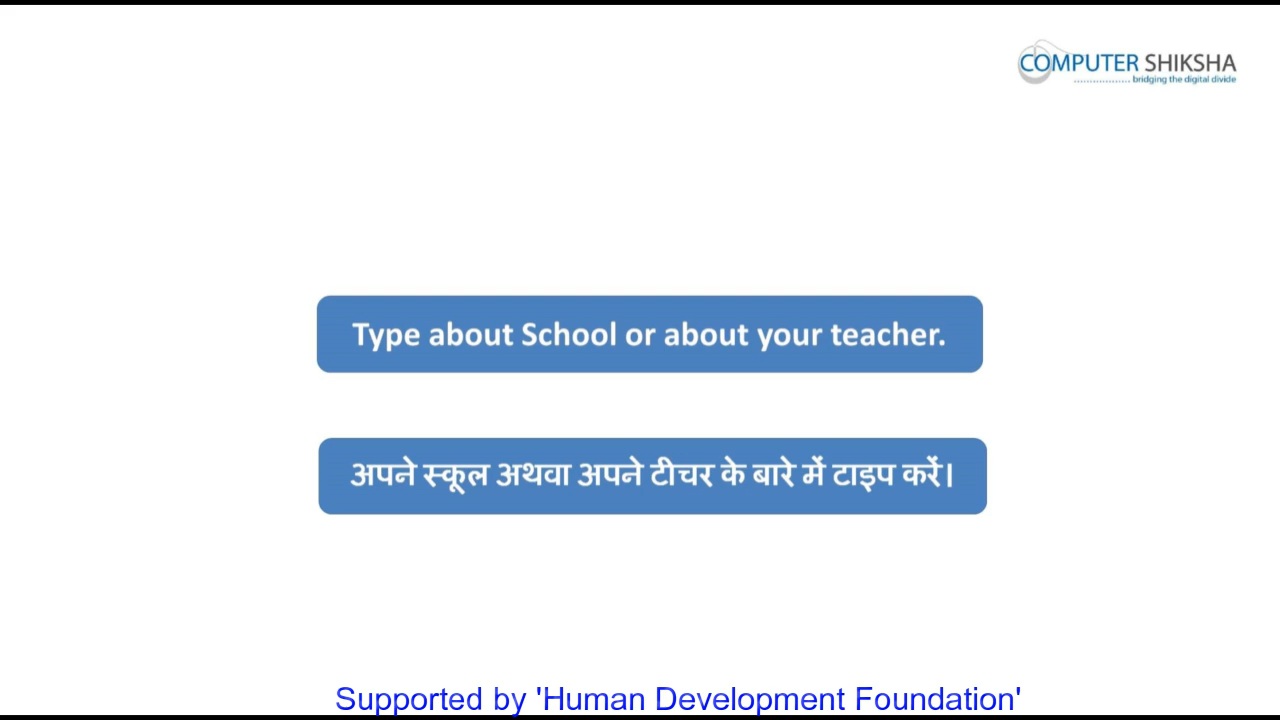 COMPUTER SHIKSHA
.................. bridging the digital divide
Type about School or about your teacher.
अपने स्कूल अथवा अपने टीचर के बारे में टाइप करें।
Supported by 'Human Development Foundation'